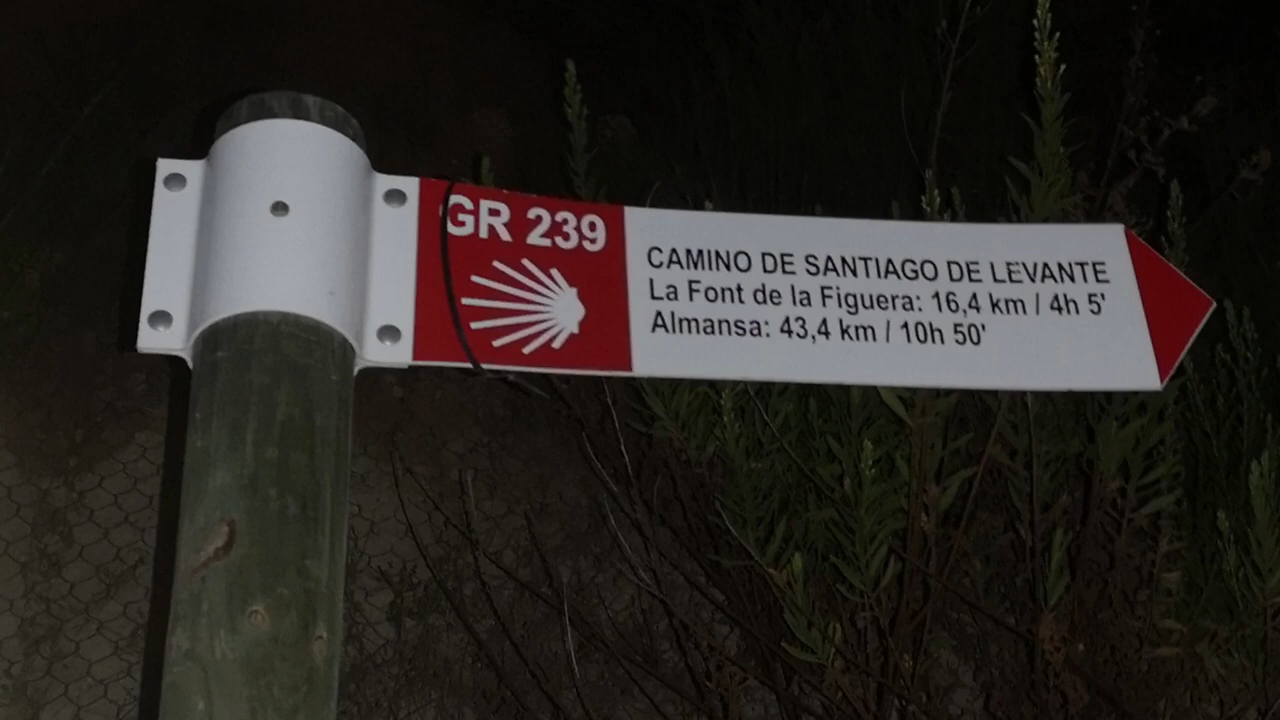 GR 239
CAMINO DE SANTIAGO DE LEVANTE
La Font de la Figuera: 16,4 km / 4h 5'
Almansa: 43,4 km / 10h 50'